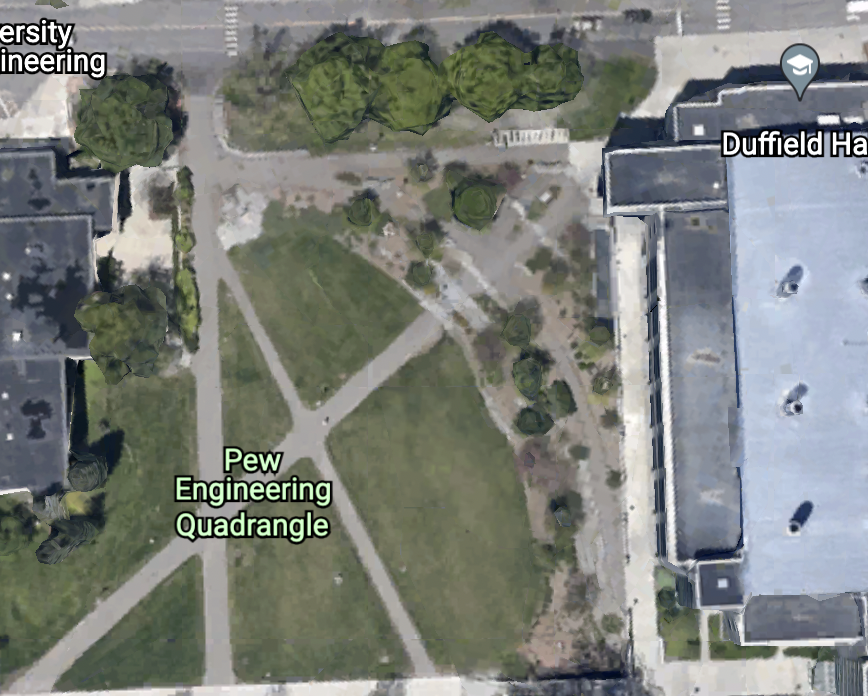 ersity
ineering
Duffield Ha
Pew
Engineering
Quadrangle